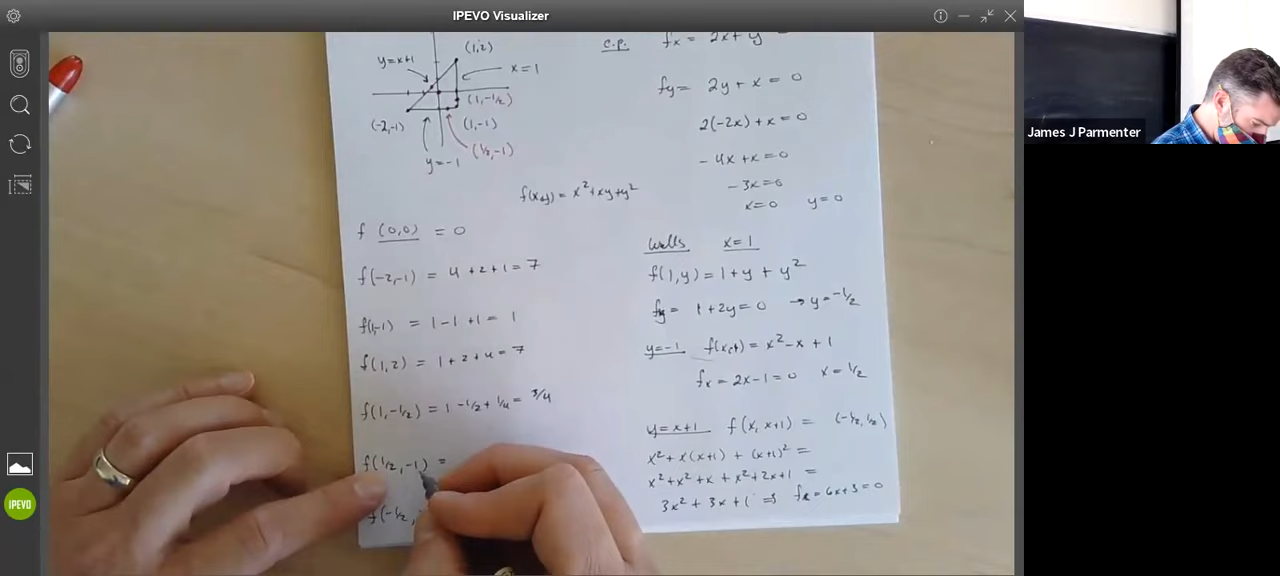 IPEVO Visualizer
James J Parmenter
IPEVO
(1,2)
y=x+1
x=1
(1,-1/2)
(-2,-1)
(1,-1)
y=-1
(1/2,-1)
f(x,y) = x²+xy+y²
f (0,0) = 0
f(-2,-1) = 4+2+1=7
f(1,-1) = 1-1+1= 1
f(1,2) = 1+2+4=7
f(1,-1/2) = 1-1/2+1/4= 3/4
f(1/2,-1) =
f(-1/2,
c.p. fx = 2x+y
fy= 2y+x=0
2(-2x)+x=0
-4x+x=0
-3x=0
x=0 y=0
Walls x=1
f(1,y)=1+y+y²
fy= 1+2y=0 → y=-1/2
y=-1 f(x,-1)= x²-x+1
fx=2x-1=0 x=1/2
y=x+1 f(x,x+1)= (-1/2,1/2)
x²+x(x+1)+(x+1)²=
x²+x²+x+x²+2x+1 =
3x²+3x+1 ⇒ fx=6x+3=0